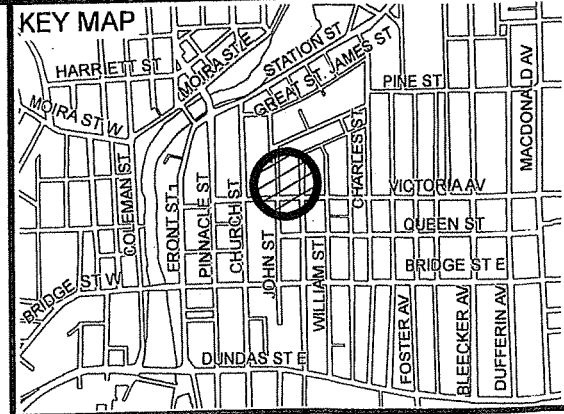 KEY MAP
HARRIETT ST
MOIRA ST E
STATION ST
GREAT ST. JAMES ST
PINE ST
MACDONALD AV
MOIRA ST W
COLEMAN ST
FRONT ST
PINNACLE ST
CHURCH ST
JOHN ST
WILLIAM ST
CHARLES ST
VICTORIA AV
QUEEN ST
BRIDGE ST E
BRIDGE ST W
FOSTER AV
BLEECKER AV
DUFFERIN AV
DUNDAS ST E